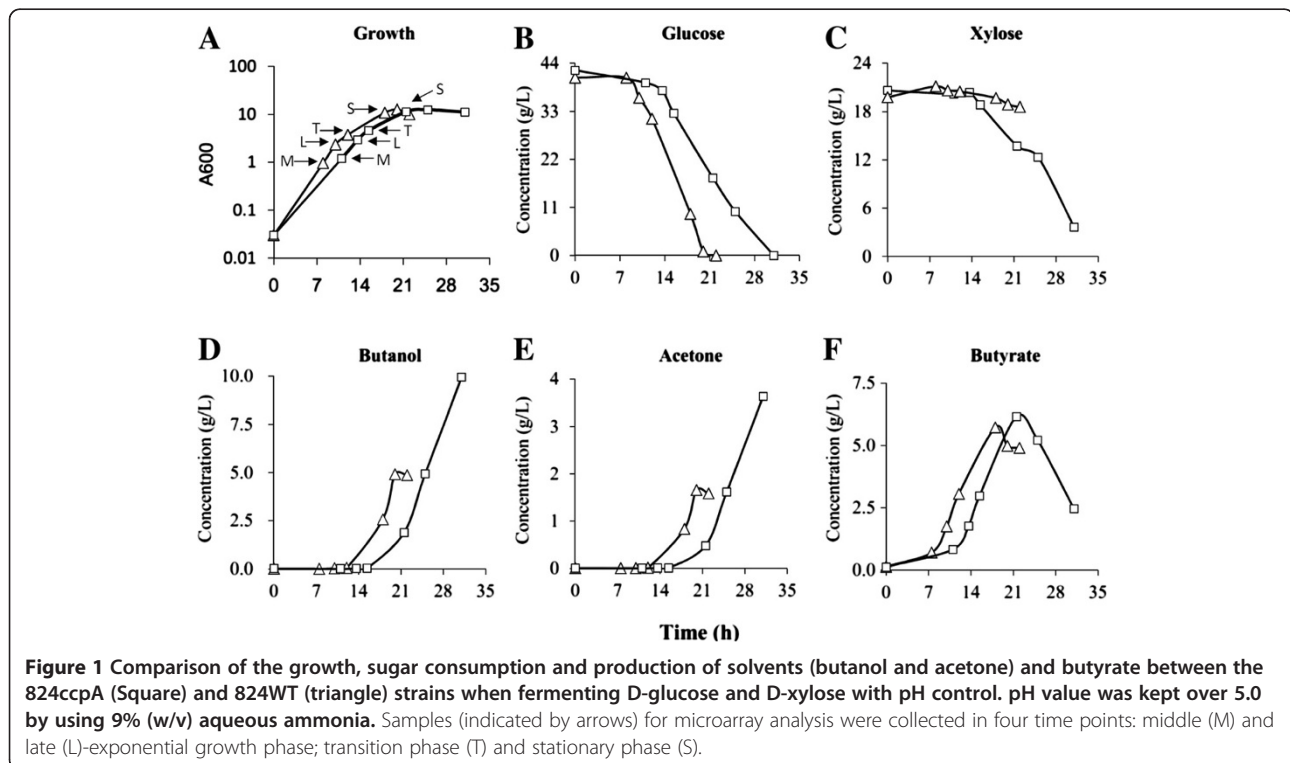 A Growth
A600
100
10
1
0.1
0.01
0 7 14 21 28 35
M L T S
S T L M
B Glucose
Concentration (g/L)
44
33
22
11
0
0 7 14 21 28 35
C Xylose
Concentration (g/L)
24
18
12
6
0
0 7 14 21 28 35
D Butanol
Concentration (g/L)
10.0
7.5
5.0
2.5
0.0
0 7 14 21 28 35
E Acetone
Concentration (g/L)
4
3
2
1
0
0 7 14 21 28 35
F Butyrate
Concentration (g/L)
7.5
5.0
2.5
0.0
0 7 14 21 28 35
Time (h)
Figure 1 Comparison of the growth, sugar consumption and production of solvents (butanol and acetone) and butyrate between the
824ccpA (Square) and 824WT (triangle) strains when fermenting D-glucose and D-xylose with pH control. pH value was kept over 5.0
by using 9% (w/v) aqueous ammonia. Samples (indicated by arrows) for microarray analysis were collected in four time points: middle (M) and
late (L)-exponential growth phase; transition phase (T) and stationary phase (S).